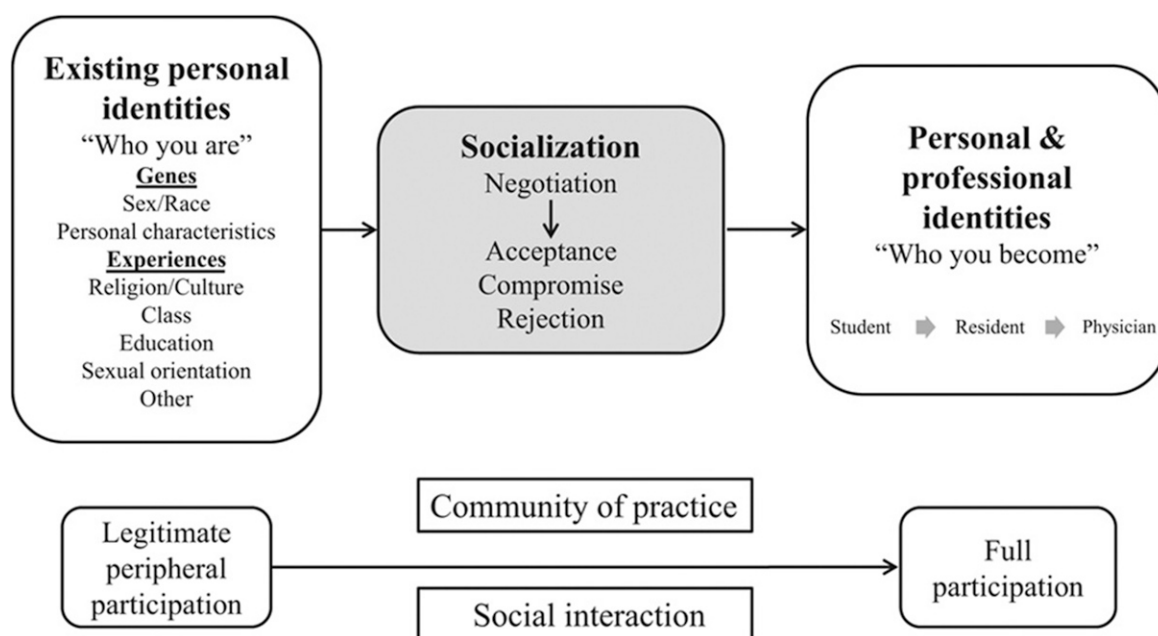 Existing personal
identities
“Who you are”
Genes
Sex/Race
Personal characteristics
Experiences
Religion/Culture
Class
Education
Sexual orientation
Other
Socialization
Negotiation
Acceptance
Compromise
Rejection
Personal &
professional
identities
“Who you become”
Student Resident Physician
Community of practice
Legitimate
peripheral
participation
Full
participation
Social interaction